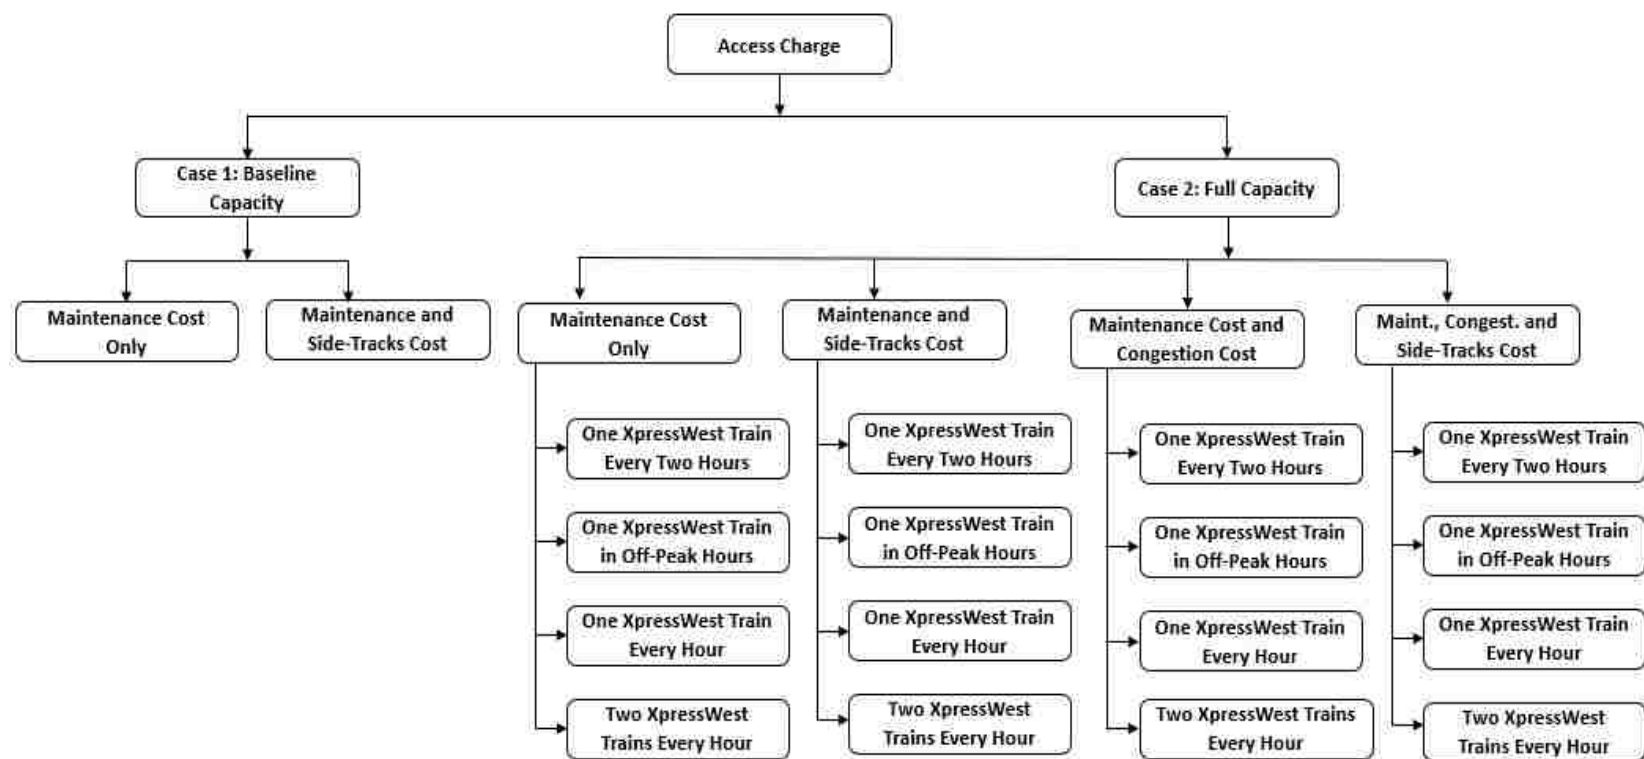 Access Charge
Case 1: Baseline
Capacity
Case 2: Full Capacity
Maintenance Cost
Only
Maintenance and
Side-Tracks Cost
Maintenance Cost
Only
Maintenance and
Side-Tracks Cost
Maintenance Cost and
Congestion Cost
Maint., Congest. and
Side-Tracks Cost
One XpressWest Train
Every Two Hours
One XpressWest Train
in Off-Peak Hours
One XpressWest Train
Every Hour
Two XpressWest
Trains Every Hour
One XpressWest Train
Every Two Hours
One XpressWest Train
in Off-Peak Hours
One XpressWest Train
Every Hour
Two XpressWest
Trains Every Hour
One XpressWest Train
Every Two Hours
One XpressWest Train
in Off-Peak Hours
One XpressWest Train
Every Hour
Two XpressWest Trains
Every Hour
One XpressWest Train
Every Two Hours
One XpressWest Train
in Off-Peak Hours
One XpressWest Train
Every Hour
Two XpressWest
Trains Every Hour